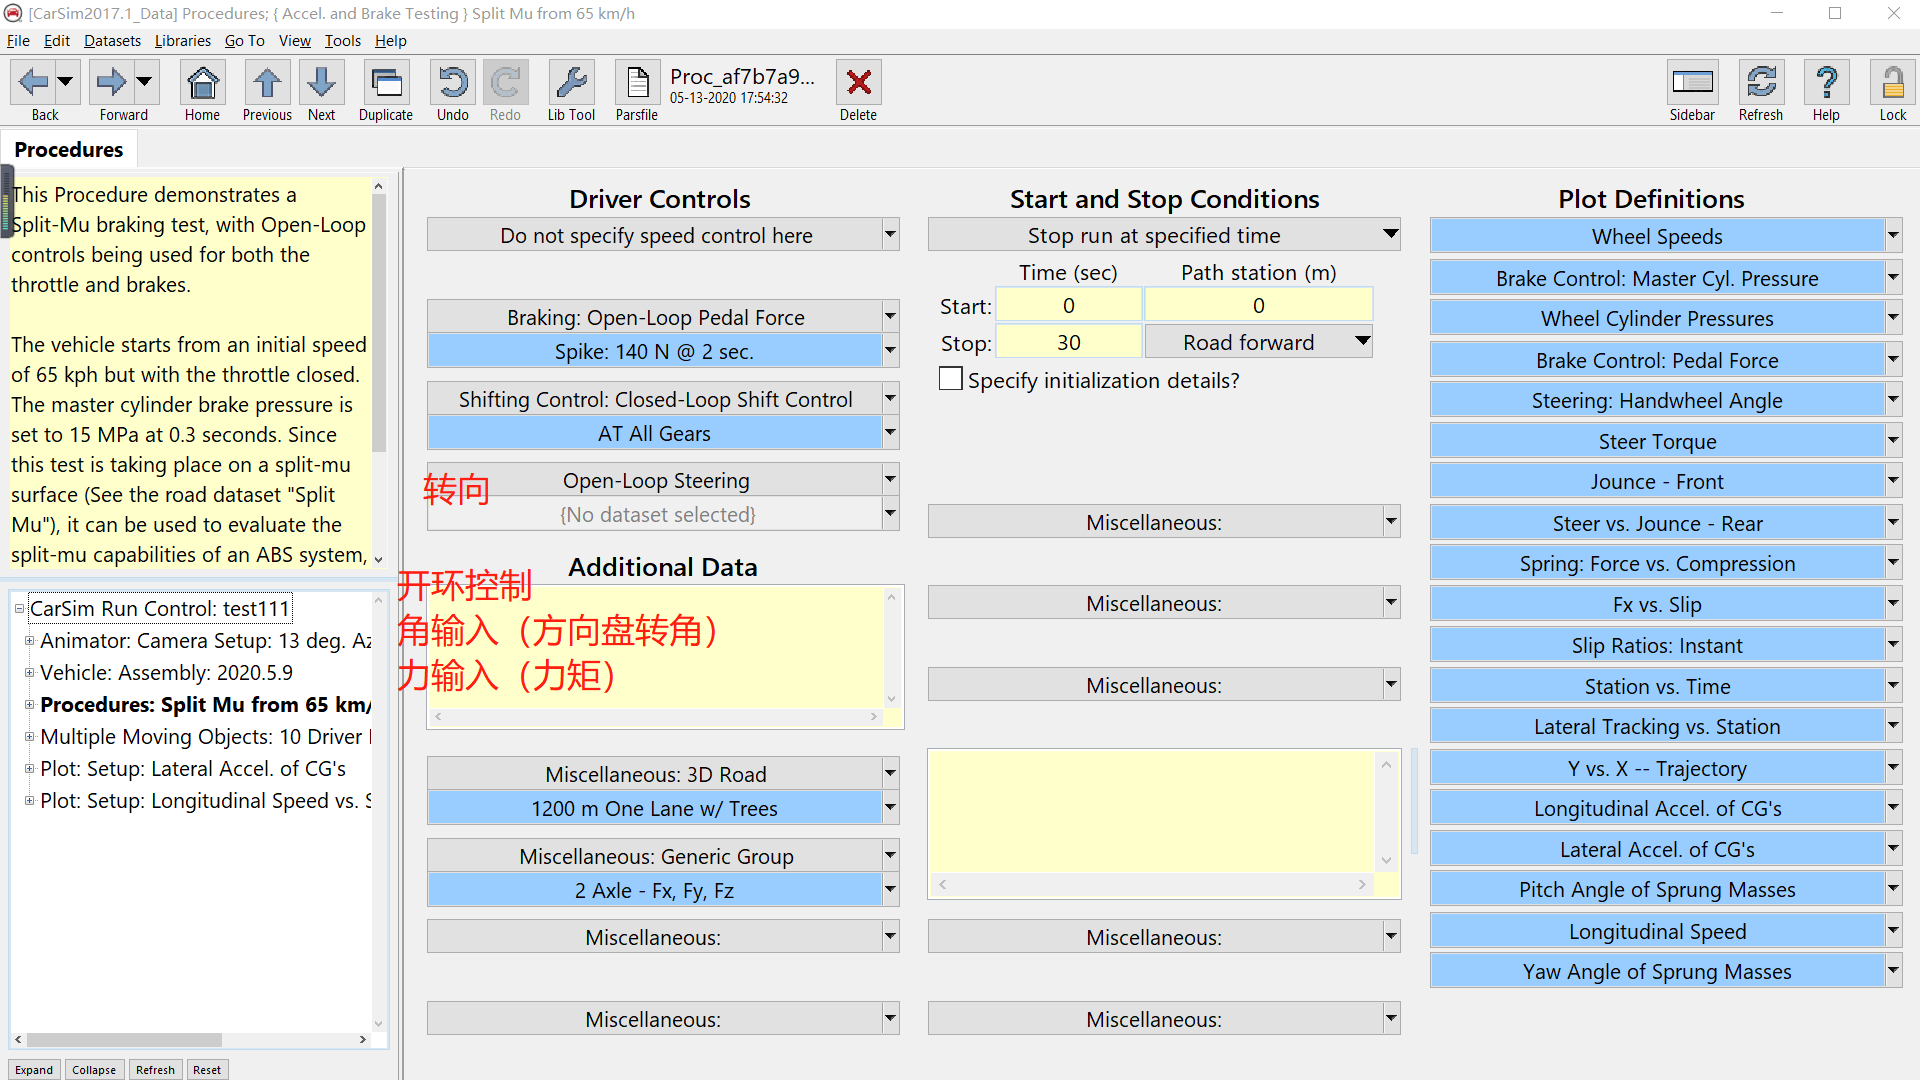 [CarSim2017.1_Data] Procedures; { Accel. and Brake Testing } Split Mu from 65 km/h
File Edit Datasets Libraries Go To View Tools Help
Proc_af7b7a9...
05-13-2020 17:54:32
Back Forward Home Previous Next Duplicate Undo Redo Lib Tool Parsfile Delete Sidebar Refresh Help Lock
Procedures
This Procedure demonstrates a
Split-Mu braking test, with Open-Loop
controls being used for both the
throttle and brakes.
The vehicle starts from an initial speed
of 65 kph but with the throttle closed.
The master cylinder brake pressure is
set to 15 MPa at 0.3 seconds. Since
this test is taking place on a split-mu
surface (See the road dataset "Split
Mu"), it can be used to evaluate the
split-mu capabilities of an ABS system,
CarSim Run Control: test111
Animator: Camera Setup: 13 deg. Az
Vehicle: Assembly: 2020.5.9
Procedures: Split Mu from 65 km/
Multiple Moving Objects: 10 Driver
Plot: Setup: Lateral Accel. of CG's
Plot: Setup: Longitudinal Speed vs. S
Expand Collapse Refresh Reset
Driver Controls
Do not specify speed control here
Braking: Open-Loop Pedal Force
Spike: 140 N @ 2 sec.
Shifting Control: Closed-Loop Shift Control
AT All Gears
Open-Loop Steering
转向
{No dataset selected}
Additional Data
开环控制
角输入（方向盘转角）
力输入（力矩）
Miscellaneous: 3D Road
1200 m One Lane w/ Trees
Miscellaneous: Generic Group
2 Axle - Fx, Fy, Fz
Miscellaneous:
Miscellaneous:
Start and Stop Conditions
Stop run at specified time
Time (sec) Path station (m)
Start: 0 0
Stop: 30 Road forward
Specify initialization details?
Miscellaneous:
Miscellaneous:
Miscellaneous:
Miscellaneous:
Miscellaneous:
Plot Definitions
Wheel Speeds
Brake Control: Master Cyl. Pressure
Wheel Cylinder Pressures
Brake Control: Pedal Force
Steering: Handwheel Angle
Steer Torque
Jounce - Front
Steer vs. Jounce - Rear
Spring: Force vs. Compression
Fx vs. Slip
Slip Ratios: Instant
Station vs. Time
Lateral Tracking vs. Station
Y vs. X -- Trajectory
Longitudinal Accel. of CG's
Lateral Accel. of CG's
Pitch Angle of Sprung Masses
Longitudinal Speed
Yaw Angle of Sprung Masses